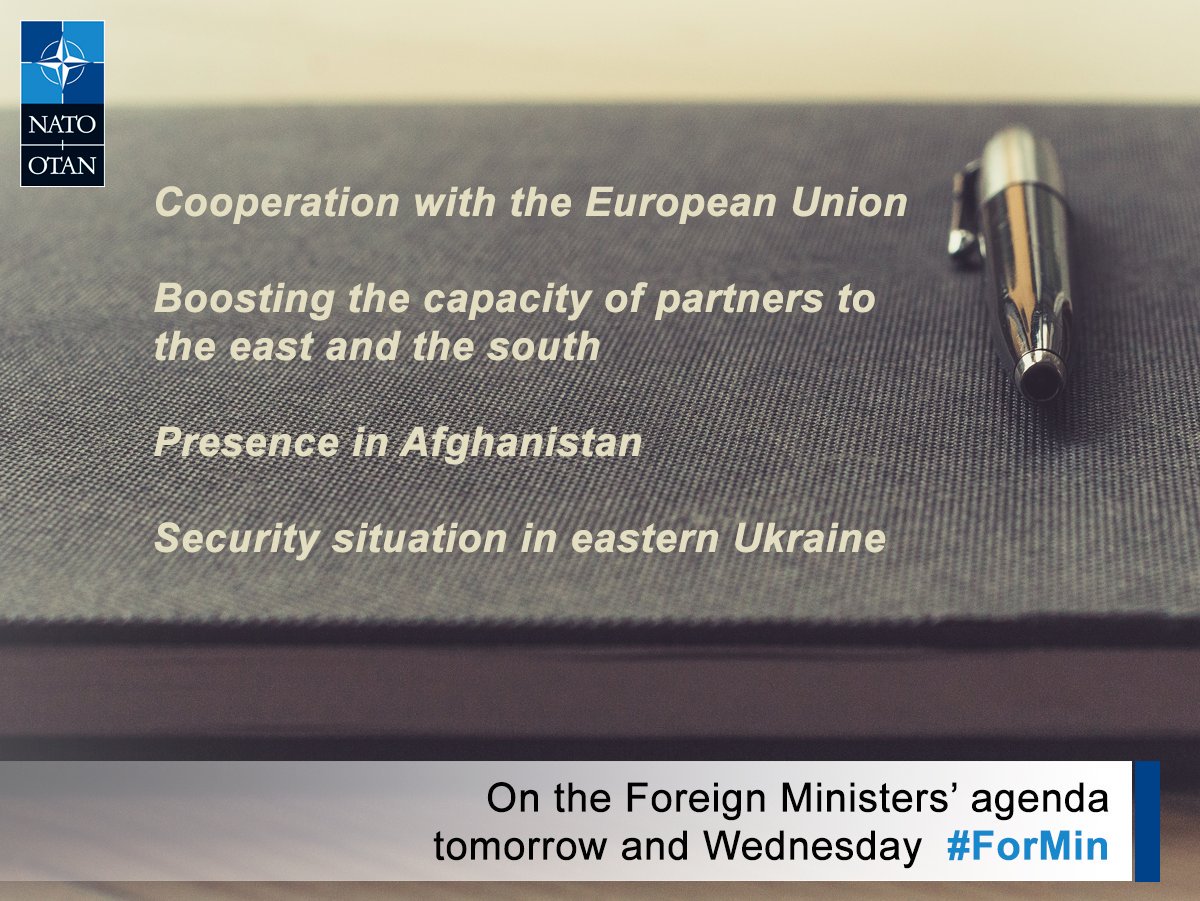 NATO
OTAN
Cooperation with the European Union
Boosting the capacity of partners to
the east and the south
Presence in Afghanistan
Security situation in eastern Ukraine
On the Foreign Ministers’ agenda
tomorrow and Wednesday #ForMin